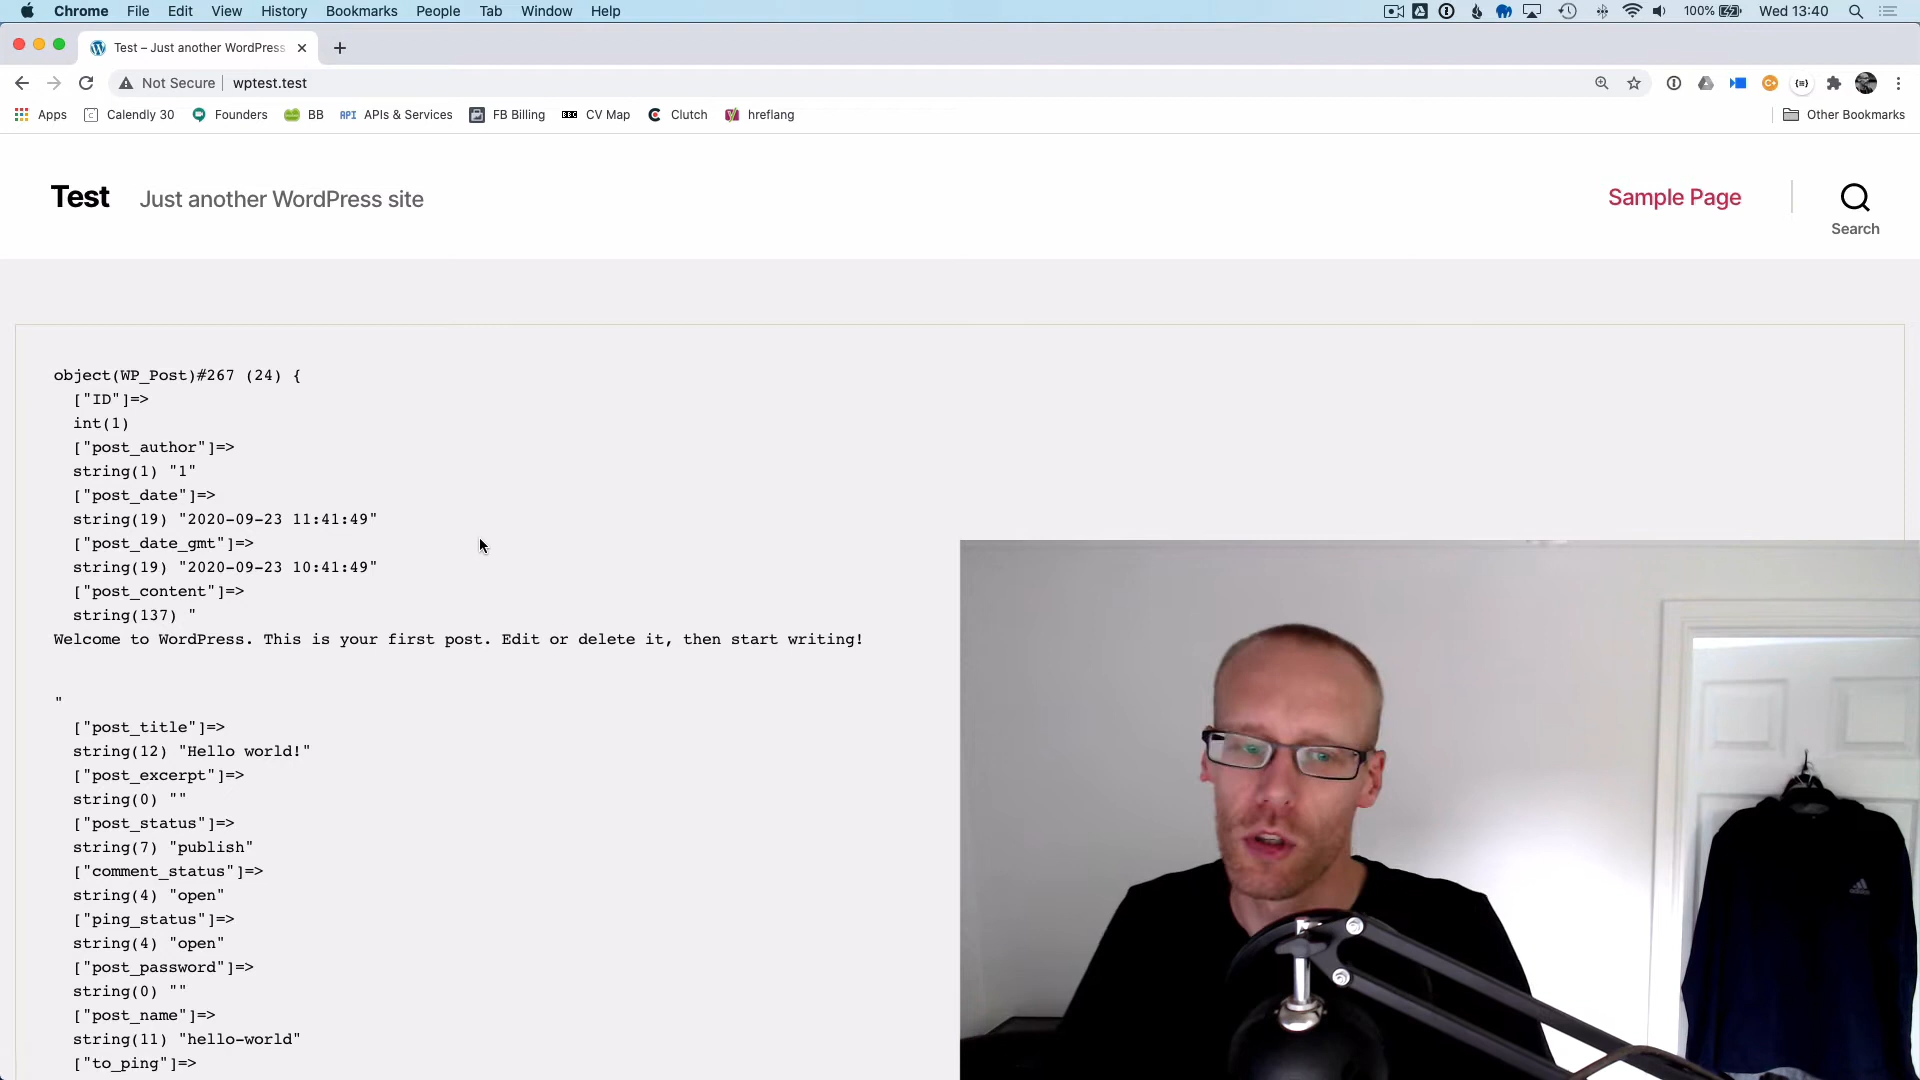 Chrome File Edit View History Bookmarks People Tab Window Help 100% Wed 13:40
Test – Just another WordPress
Not Secure wptest.test
Apps Calendly 30 Founders BB API APIs & Services FB Billing BBC CV Map Clutch hreflang Other Bookmarks
Test Just another WordPress site Sample Page
Search
object(WP_Post)#267 (24) {
["ID"]=>
int(1)
["post_author"]=>
string(1) "1"
["post_date"]=>
string(19) "2020-09-23 11:41:49"
["post_date_gmt"]=>
string(19) "2020-09-23 10:41:49"
["post_content"]=>
string(137) "
Welcome to WordPress. This is your first post. Edit or delete it, then start writing!
"
["post_title"]=>
string(12) "Hello world!"
["post_excerpt"]=>
string(0) ""
["post_status"]=>
string(7) "publish"
["comment_status"]=>
string(4) "open"
["ping_status"]=>
string(4) "open"
["post_password"]=>
string(0) ""
["post_name"]=>
string(11) "hello-world"
["to_ping"]=>